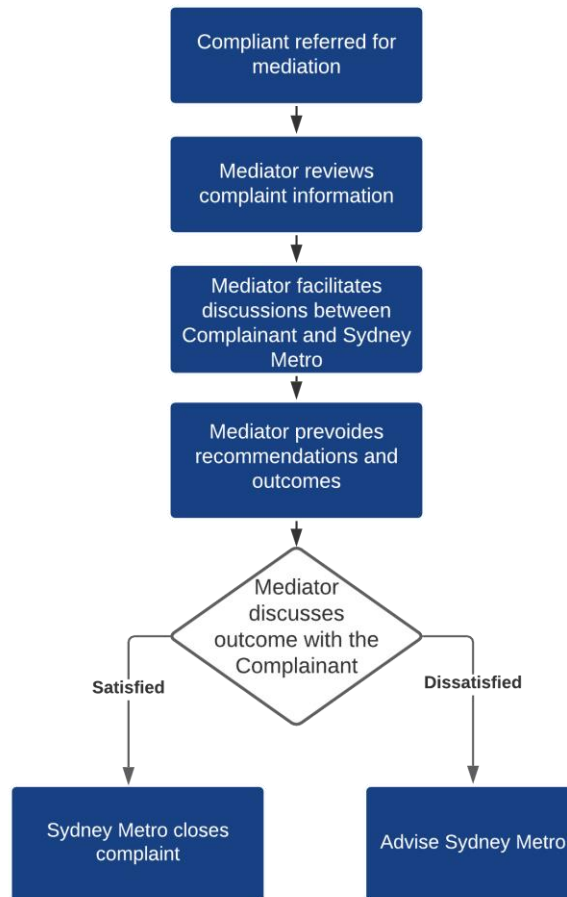 Compliant referred for
mediation
Mediator reviews
complaint information
Mediator facilitates
discussions between
Complainant and Sydney
Metro
Mediator prevoides
recommendations and
outcomes
Mediator
discusses
outcome with the
Complainant
Satisfied
Dissatisfied
Sydney Metro closes
complaint
Advise Sydney Metro